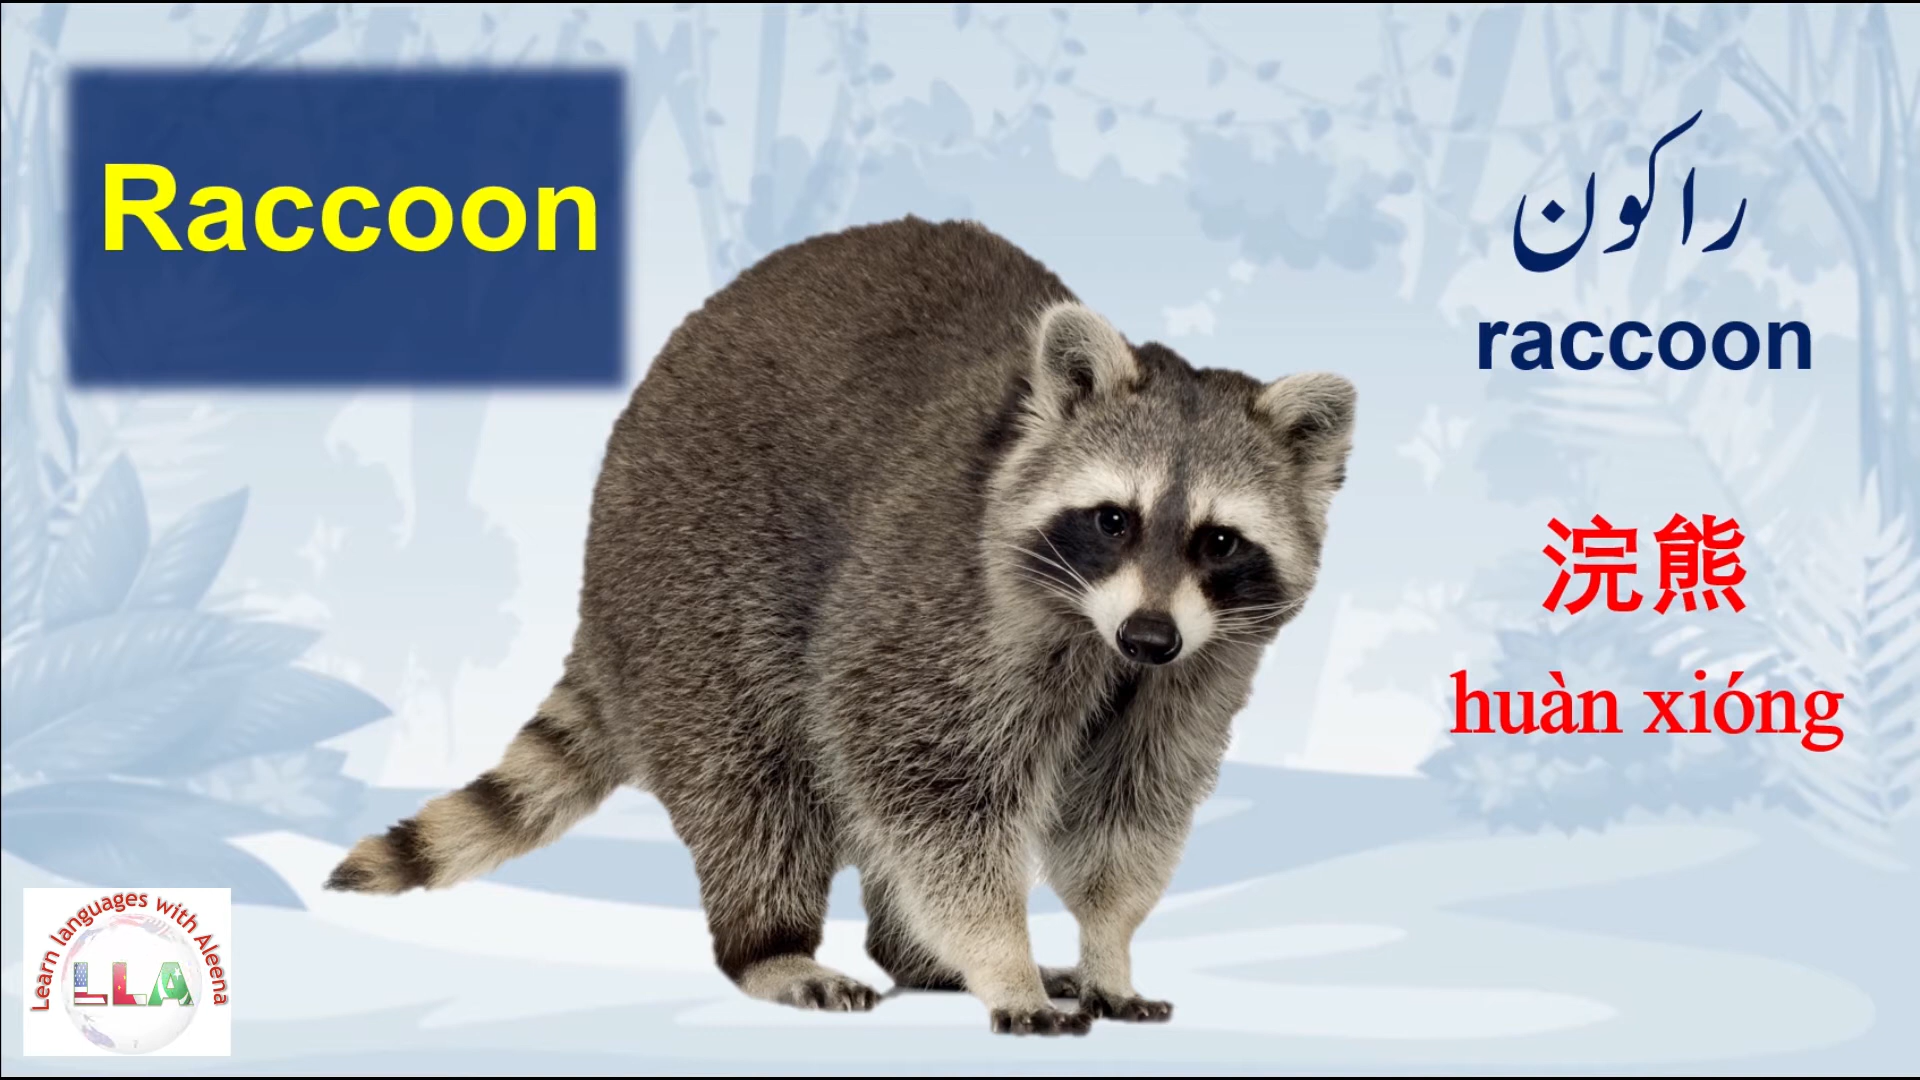 Raccoon
راکون
raccoon
浣熊
huàn xióng
Learn languages with Aleena
LLA